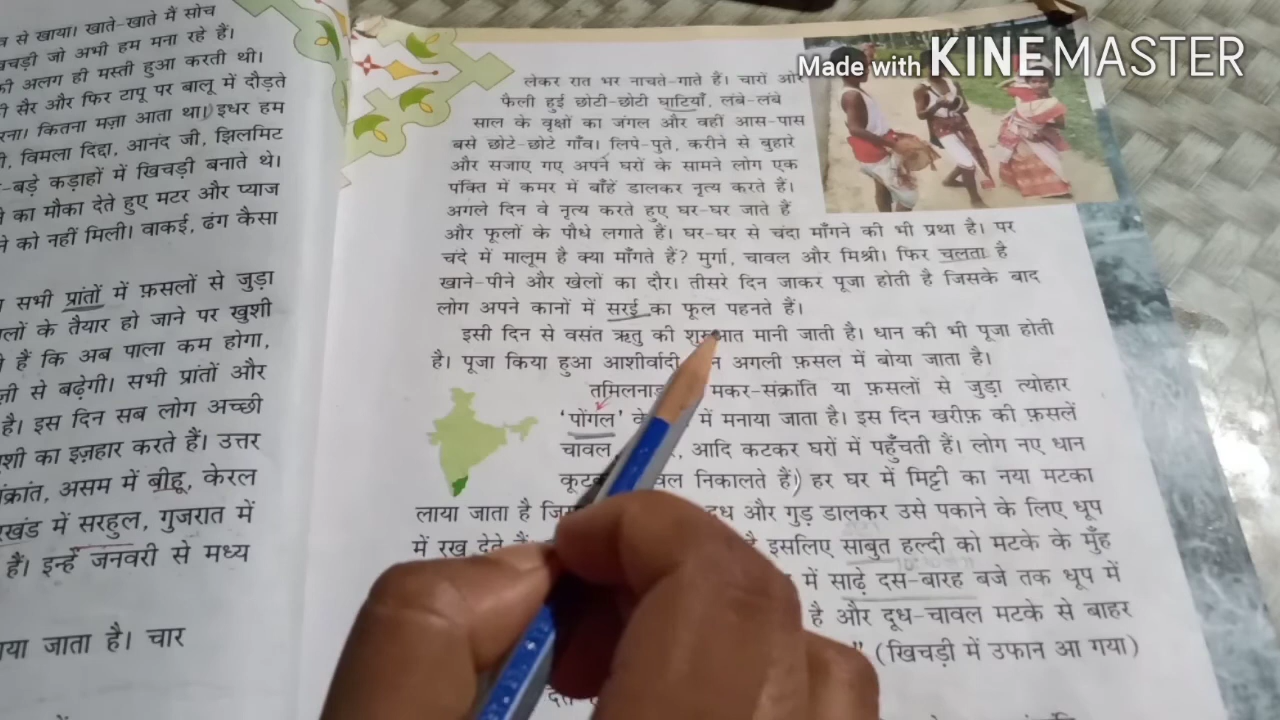 Made with KINEMASTER
से खाया। खाते-खाते मैं सोच
जो अभी हम मना रहे हैं।
अलग ही मस्ती हुआ करती थी।
सैर और फिर टापू पर बालू में दौड़ते
कितना मज़ा आता था। इधर हम
विमला दिद्दा, आनंद जी, झिलमिट
कड़ाहों में खिचड़ी बनाते थे।
का मौका देते हुए मटर और प्याज
को नहीं मिली। वाकई, ढंग कैसा
सभी प्रांतों में फ़सलों से जुड़ा
के तैयार हो जाने पर खुशी
हैं कि अब पाला कम होगा,
से बढ़ेगी। सभी प्रांतों और
है। इस दिन सब लोग अच्छी
का इज़हार करते हैं। उत्तर
असम में बीहू, केरल
में सरहुल, गुजरात में
हैं। इन्हें जनवरी से मध्य
जाता है। चार
लेकर रात भर नाचते-गाते हैं। चारों ओर
फैली हुई छोटी-छोटी घाटियाँ, लंबे-लंबे
साल के वृक्षों का जंगल और वहीं आस-पास
बसे छोटे-छोटे गाँव। लिपे-पुते, करीने से बुहारे
और सजाए गए अपने घरों के सामने लोग एक
पंक्ति में कमर में बाँहें डालकर नृत्य करते हैं।
अगले दिन वे नृत्य करते हुए घर-घर जाते हैं
और फूलों के पौधे लगाते हैं। घर-घर से चंदा माँगने की भी प्रथा है। पर
चंदे में मालूम है क्या माँगते हैं? मुर्गा, चावल और मिश्री। फिर चलता है
खाने-पीने और खेलों का दौर। तीसरे दिन जाकर पूजा होती है जिसके बाद
लोग अपने कानों में सरई का फूल पहनते हैं।
इसी दिन से वसंत ऋतु की शुरुआत मानी जाती है। धान की भी पूजा होती
है। पूजा किया हुआ आशीर्वादी अगली फ़सल में बोया जाता है।
मकर-संक्रांति या फ़सलों से जुड़ा त्योहार
'पोंगल' में मनाया जाता है। इस दिन खरीफ़ की फ़सलें
चावल आदि कटकर घरों में पहुँचती हैं। लोग नए धान
निकालते हैं। हर घर में मिट्टी का नया मटका
लाया जाता है और गुड़ डालकर उसे पकाने के लिए धूप
में रख देते इसलिए साबुत हल्दी को मटके के मुँह
में साढ़े दस-बारह बजे तक धूप में
है और दूध-चावल मटके से बाहर
" (खिचड़ी में उफान आ गया)